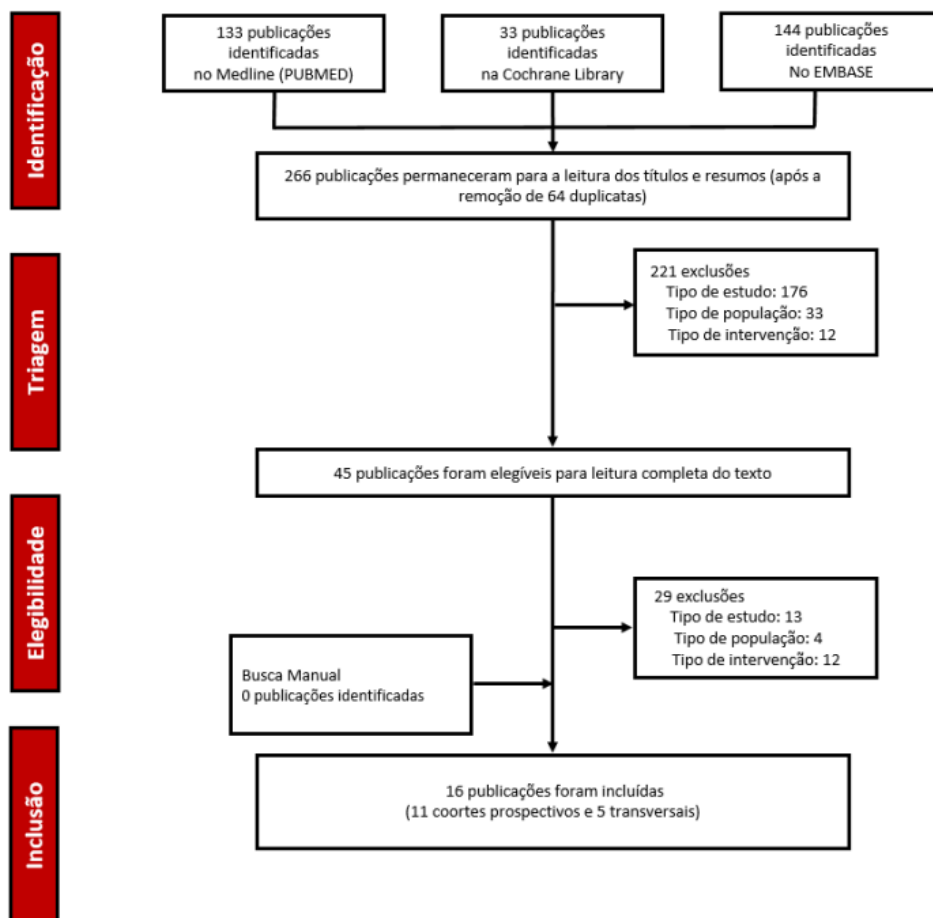 Identificação
133 publicações
identificadas
no Medline (PUBMED)
33 publicações
identificadas
na Cochrane Library
144 publicações
identificadas
No EMBASE
266 publicações permaneceram para a leitura dos títulos e resumos (após a
remoção de 64 duplicatas)
Triagem
221 exclusões
Tipo de estudo: 176
Tipo de população: 33
Tipo de intervenção: 12
45 publicações foram elegíveis para leitura completa do texto
Elegibilidade
29 exclusões
Tipo de estudo: 13
Tipo de população: 4
Tipo de intervenção: 12
Busca Manual
0 publicações identificadas
Inclusão
16 publicações foram incluídas
(11 coortes prospectivos e 5 transversais)